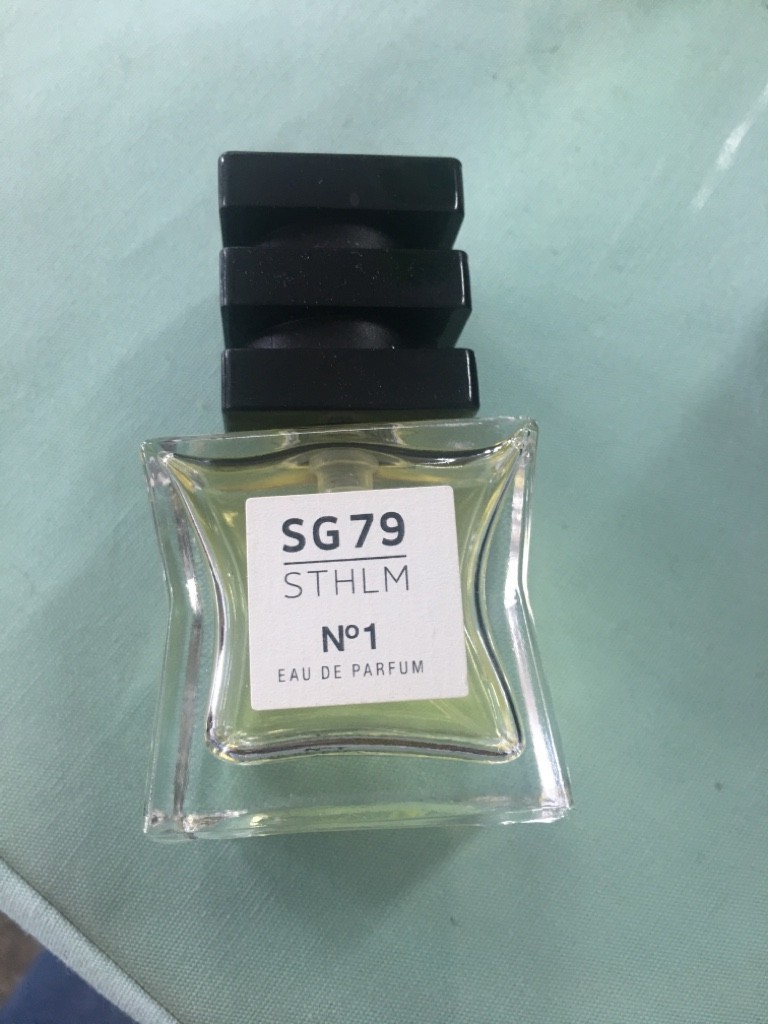 SG79
STHLM
Nº1
EAU DE PARFUM